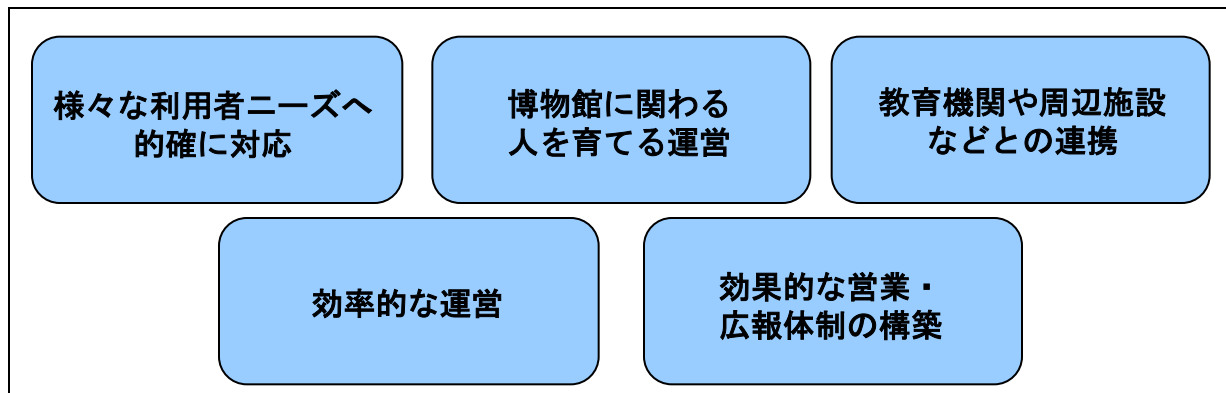 様々な利用者ニーズへ
的確に対応
博物館に関わる
人を育てる運営
教育機関や周辺施設
などとの連携
効率的な運営
効果的な営業・
広報体制の構築